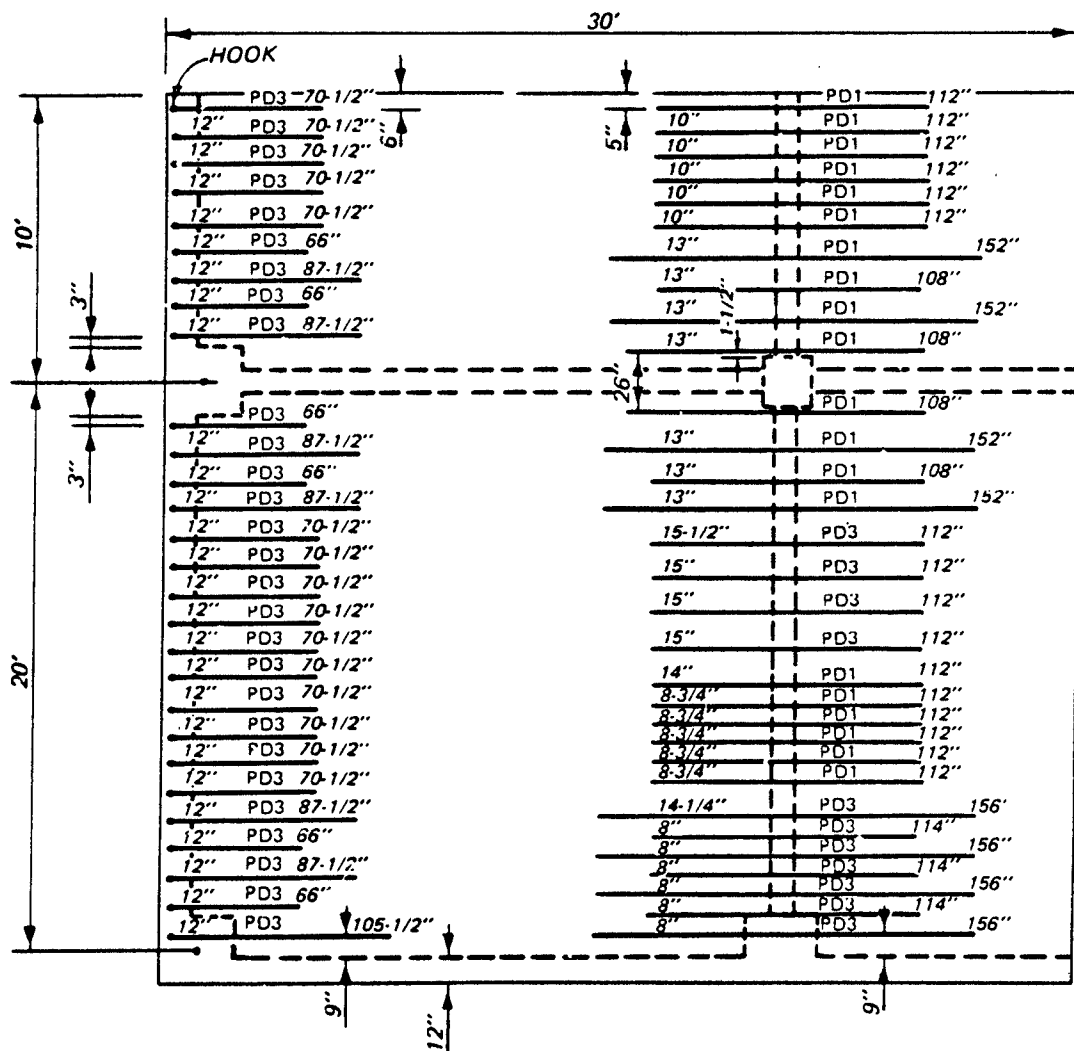 30'
HOOK
PD3 70-1/2" 6" 5" PD1 112"
12" PD3 70-1/2" 10" PD1 112"
12" PD3 70-1/2" 10" PD1 112"
12" PD3 70-1/2" 10" PD1 112"
10" PD1 112"
12" PD3 70-1/2" 10" PD1 112"
12" PD3 66" 13" PD1 152"
12" PD3 87-1/2" 13" PD1 108"
12" PD3 66" 13" PD1 152"
12" PD3 87-1/2" 13" PD1 108"
10'
3"
1-1/2"
26"
PD3 66" PD1 108"
12" PD3 87-1/2" 13" PD1 152"
12" PD3 66" 13" PD1 108"
12" PD3 87-1/2" 13" PD1 152"
3"
12" PD3 70-1/2" 15-1/2" PD3 112"
12" PD3 70-1/2" 15" PD3 112"
12" PD3 70-1/2" 15" PD3 112"
12" PD3 70-1/2"
12" PD3 70-1/2" 15" PD3 112"
12" PD3 70-1/2" 14" PD1 112"
12" PD3 70-1/2" 8-3/4" PD1 112"
8-3/4" PD1 112"
12" PD3 70-1/2" 8-3/4" PD1 112"
12" PD3 70-1/2" 8-3/4" PD1 112"
12" PD3 70-1/2"
20'
12" PD3 87-1/2" 14-1/4" PD3 156'
12" PD3 66" 8" PD3 114"
8" PD3 156"
12" PD3 87-1/2" 8" PD3 114"
12" PD3 66" 8" PD3 156"
8" PD3 114"
12" PD3 105-1/2" 8" PD3 156"
9" 12" 9"